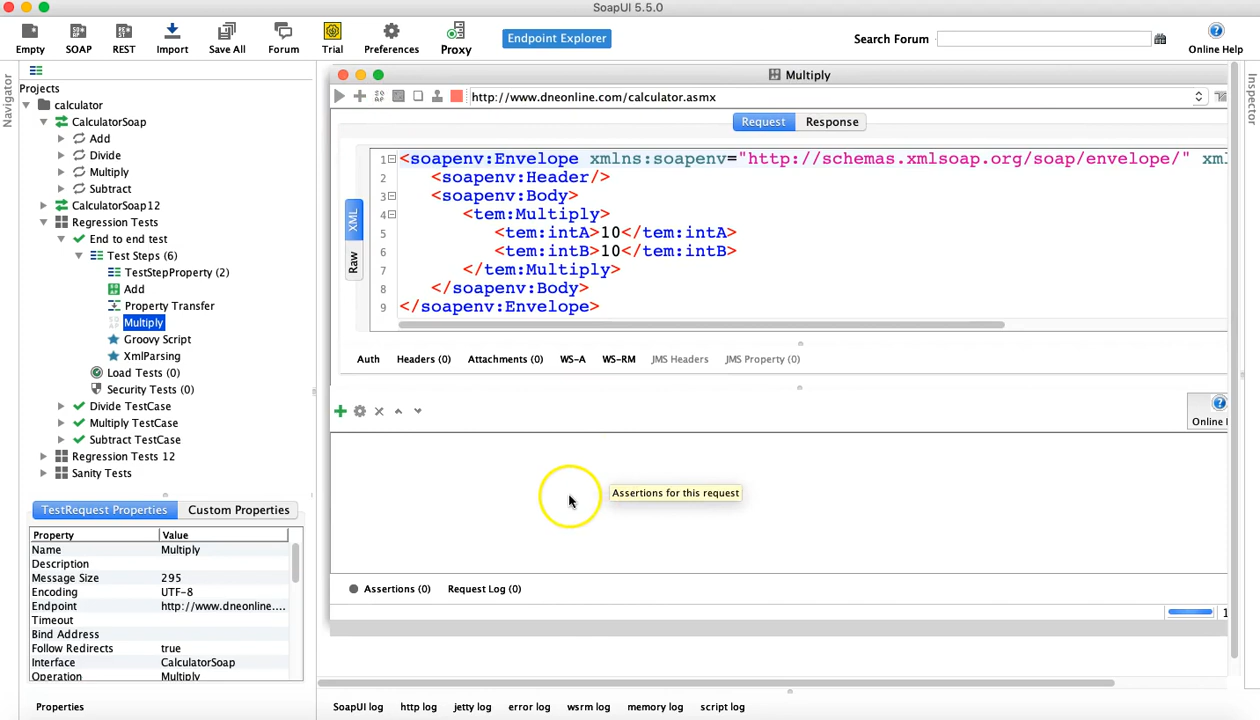 SoapUI 5.5.0
Empty SOAP REST Import Save All Forum Trial Preferences Proxy Endpoint Explorer Search Forum Online Help
Navigator
Projects
calculator
CalculatorSoap
Add
Divide
Multiply
Subtract
CalculatorSoap12
Regression Tests
End to end test
Test Steps (6)
TestStepProperty (2)
Add
Property Transfer
Multiply
Groovy Script
XmlParsing
Load Tests (0)
Security Tests (0)
Divide TestCase
Multiply TestCase
Subtract TestCase
Regression Tests 12
Sanity Tests
TestRequest Properties Custom Properties
Property Value
Name Multiply
Description
Message Size 295
Encoding UTF-8
Endpoint http://www.dneonline....
Timeout
Bind Address
Follow Redirects true
Interface CalculatorSoap
Operation Multiply
Properties
Multiply
http://www.dneonline.com/calculator.asmx
Request Response
XML
Raw
1 <soapenv:Envelope xmlns:soapenv="http://schemas.xmlsoap.org/soap/envelope/" xml
2 <soapenv:Header/>
3 <soapenv:Body>
4 <tem:Multiply>
5 <tem:intA>10</tem:intA>
6 <tem:intB>10</tem:intB>
7 </tem:Multiply>
8 </soapenv:Body>
9 </soapenv:Envelope>
Auth Headers (0) Attachments (0) WS-A WS-RM JMS Headers JMS Property (0)
Online
Assertions for this request
Assertions (0) Request Log (0)
1
SoapUI log http log jetty log error log wsrm log memory log script log
Inspector